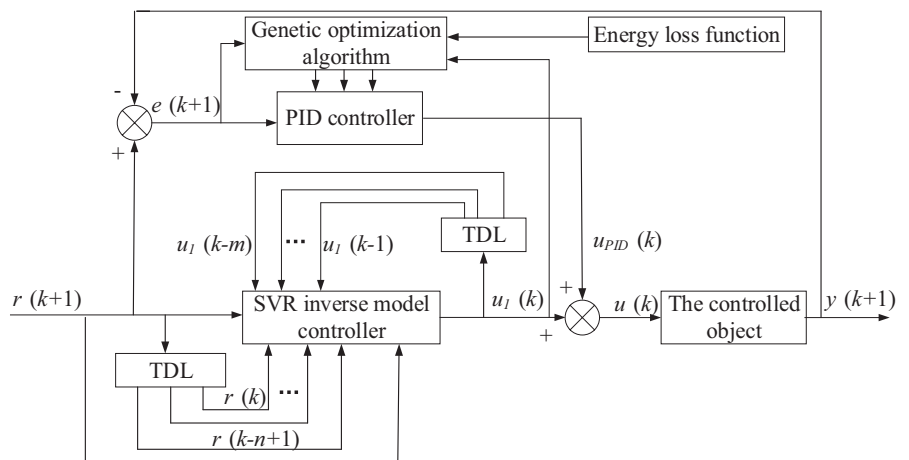 Genetic optimization
algorithm
Energy loss function
-
e (k+1)
PID controller
+
TDL
u1 (k-m)
...
u1 (k-1)
uPID (k)
r (k+1)
SVR inverse model
controller
u1 (k)
+
+
u (k)
The controlled
object
y (k+1)
TDL
r (k)
...
r (k-n+1)